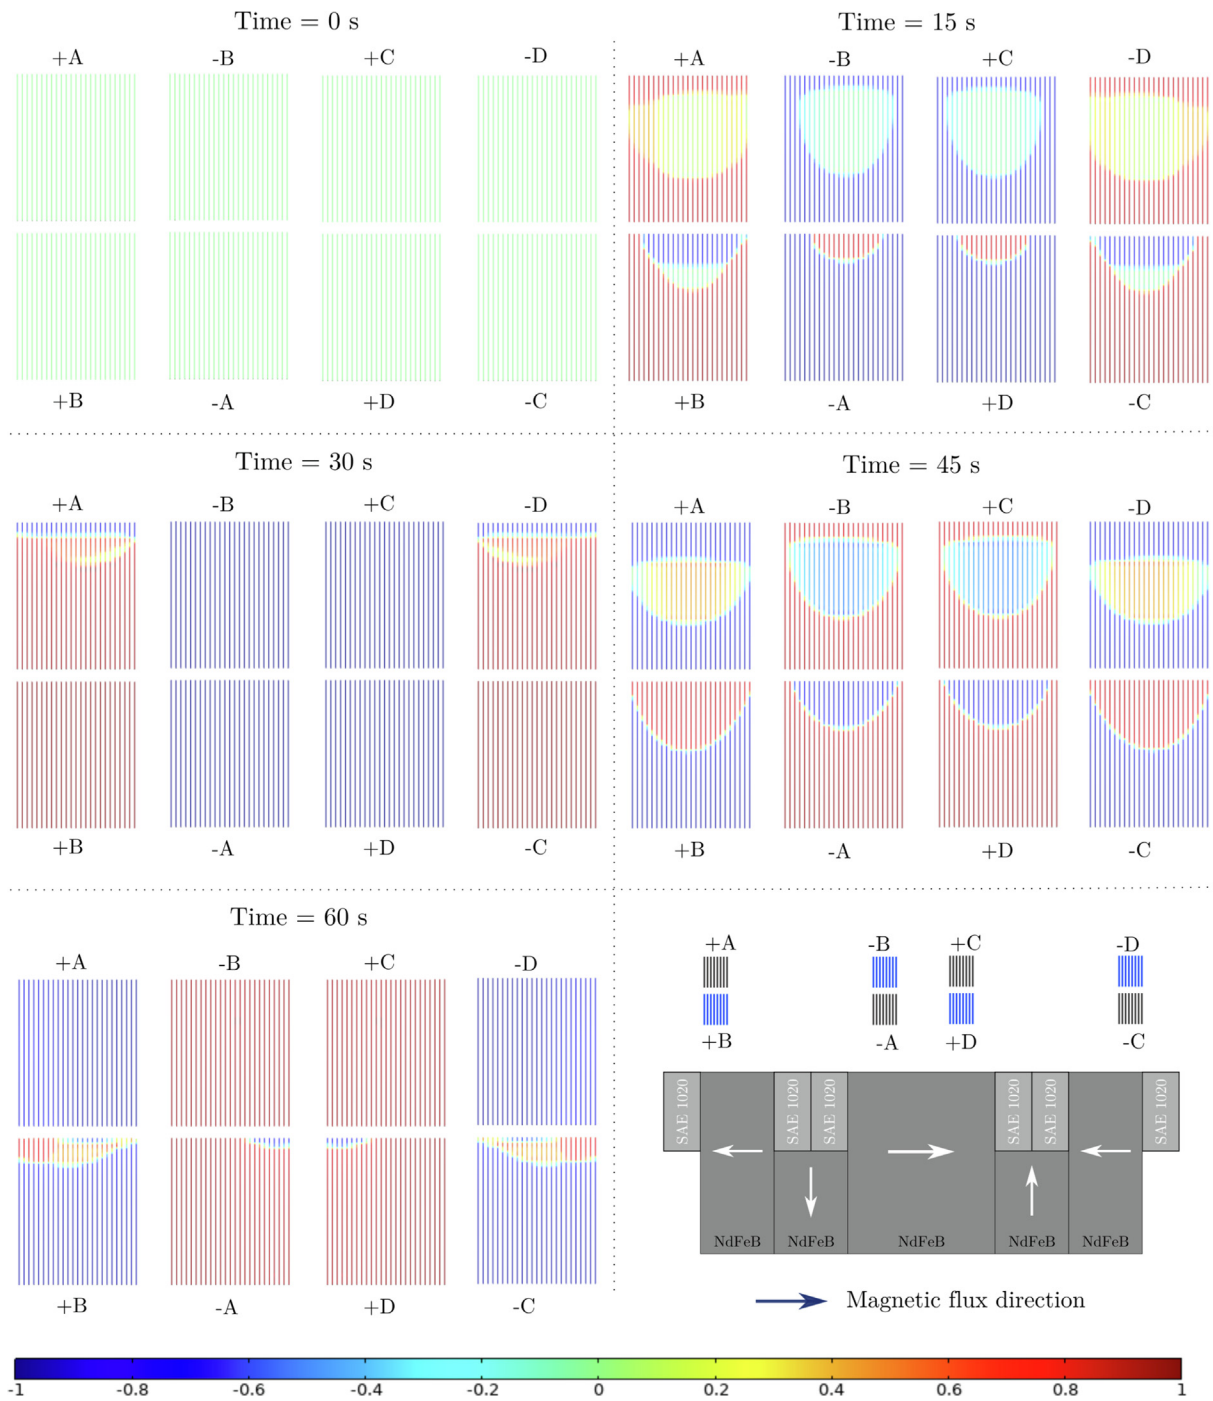 Time = 0 s
+A -B +C -D
+B -A +D -C
Time = 15 s
+A -B +C -D
+B -A +D -C
Time = 30 s
+A -B +C -D
+B -A +D -C
Time = 45 s
+A -B +C -D
+B -A +D -C
Time = 60 s
+A -B +C -D
+B -A +D -C
+A -B +C -D
+B -A +D -C
SAE 1020
SAE 1020
SAE 1020
SAE 1020
SAE 1020
SAE 1020
NdFeB NdFeB NdFeB NdFeB NdFeB
Magnetic flux direction
-1 -0.8 -0.6 -0.4 -0.2 0 0.2 0.4 0.6 0.8 1